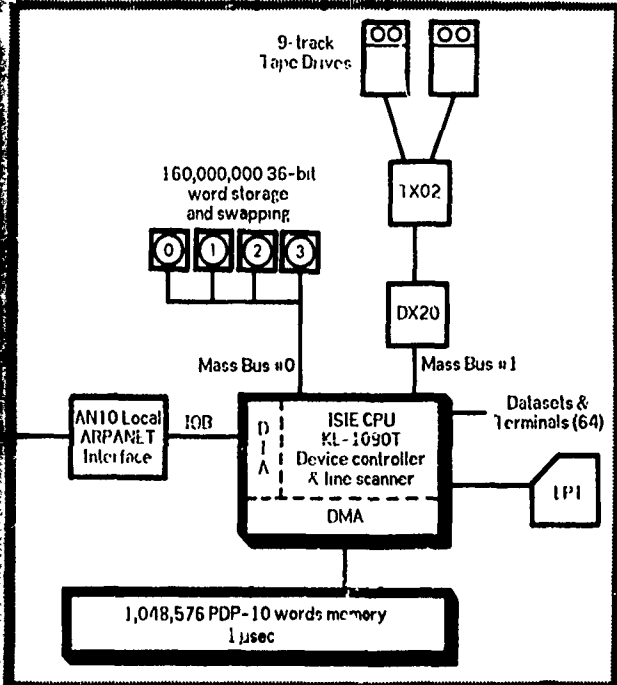 9-track
Tape Drives
160,000,000 36-bit
word storage
and swapping
TX02
0 1 2 3
DX20
Mass Bus #0
Mass Bus #1
AN10 Local
ARPANET
Interface
IOB
D
I
A
ISIE CPU
KL-1090T
Device controller
& line scanner
DMA
Datasets &
Terminals (64)
LPT
1,048,576 PDP-10 words memory
1 μsec